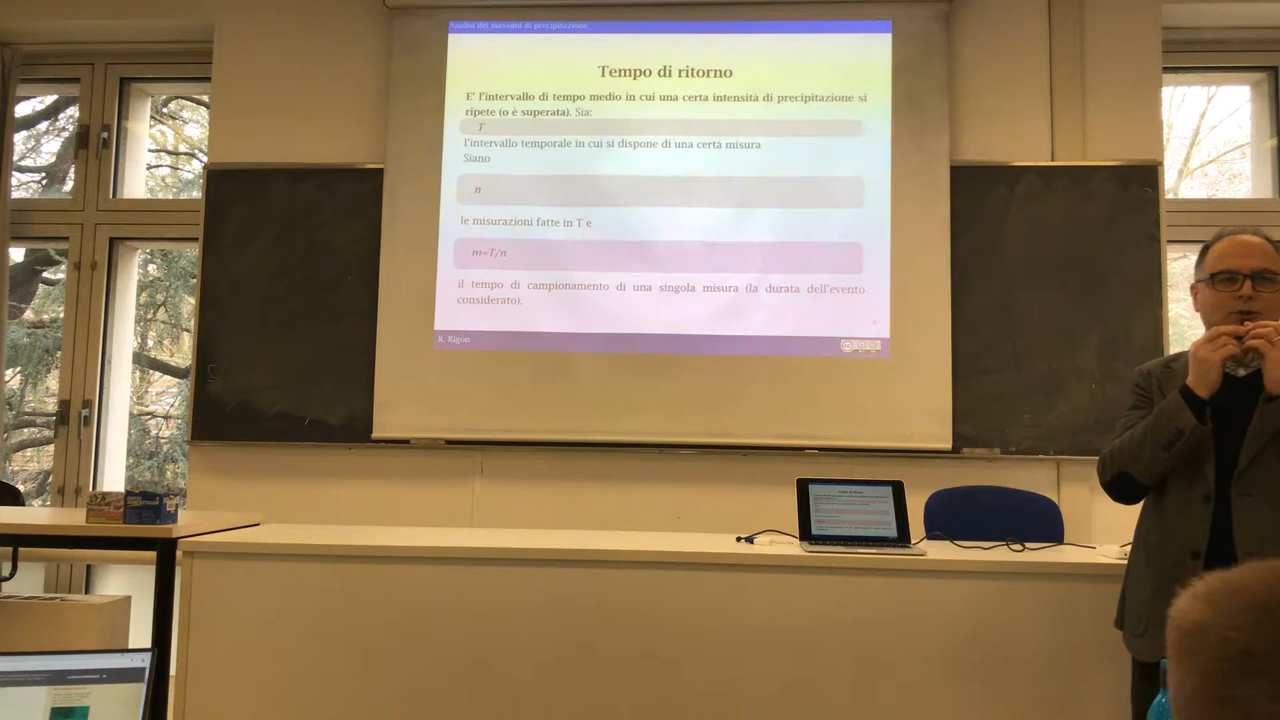 Analisi dei massimi di precipitazione
Tempo di ritorno
E' l'intervallo di tempo medio in cui una certa intensità di precipitazione si
ripete (o è superata). Sia:
T
l'intervallo temporale in cui si dispone di una certa misura
Siano
n
le misurazioni fatte in T e
m=T/n
il tempo di campionamento di una singola misura (la durata dell'evento
considerato).
R. Rigon